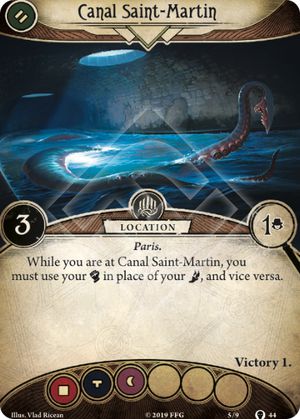 Canal Saint-Martin
3
LOCATION
1
Paris.
While you are at Canal Saint-Martin, you
must use your in place of your , and vice versa.
Victory 1.
Illus. Vlad Ricean
© 2019 FFG
5/9
44